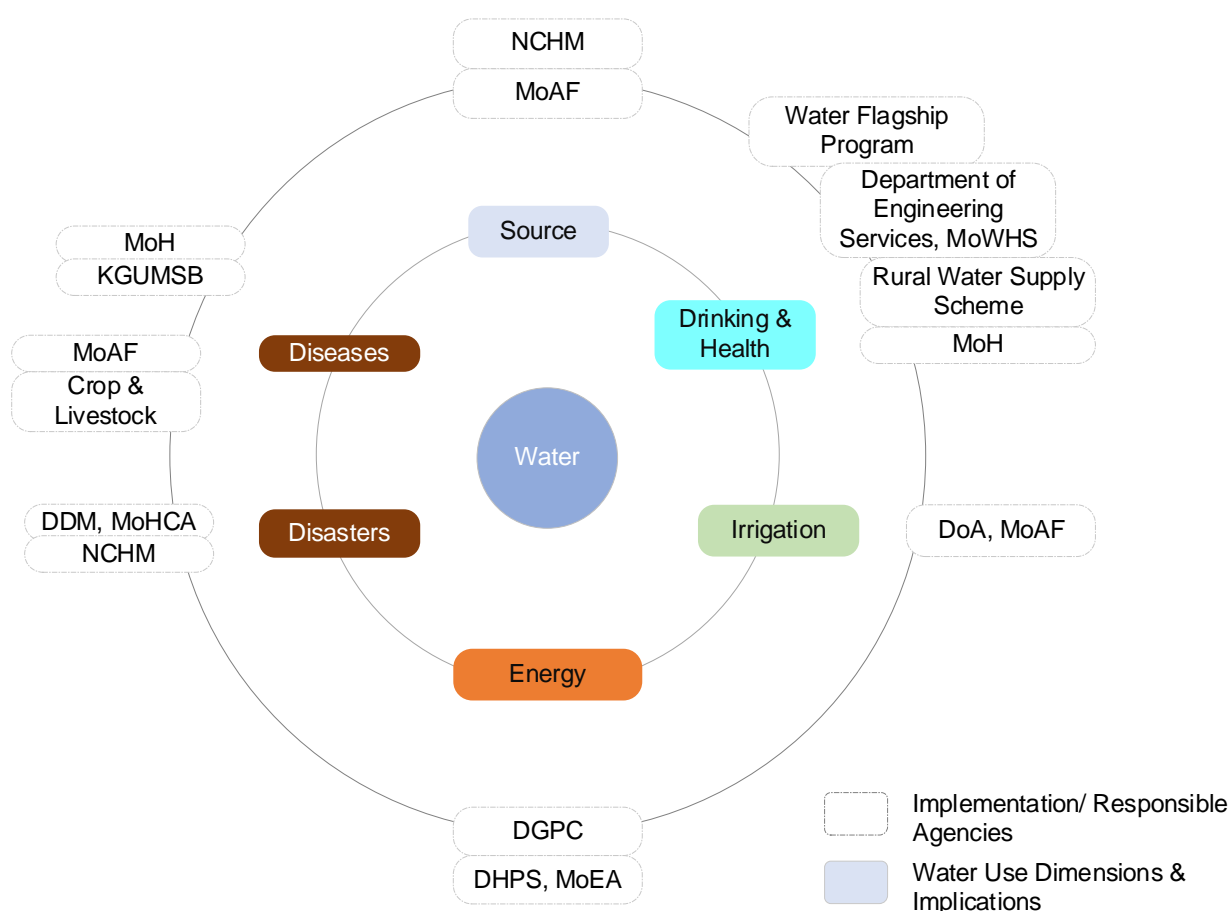 NCHM
MoAF
Water Flagship
Program
Department of
Engineering
Services, MoWHS
Rural Water Supply
Scheme
MoH
Source
MoH
KGUMSB
Drinking &
Health
Diseases
MoAF
Crop &
Livestock
Water
DDM, MoHCA
NCHM
Disasters
Irrigation
DoA, MoAF
Energy
DGPC
DHPS, MoEA
Implementation/ Responsible
Agencies
Water Use Dimensions &
Implications